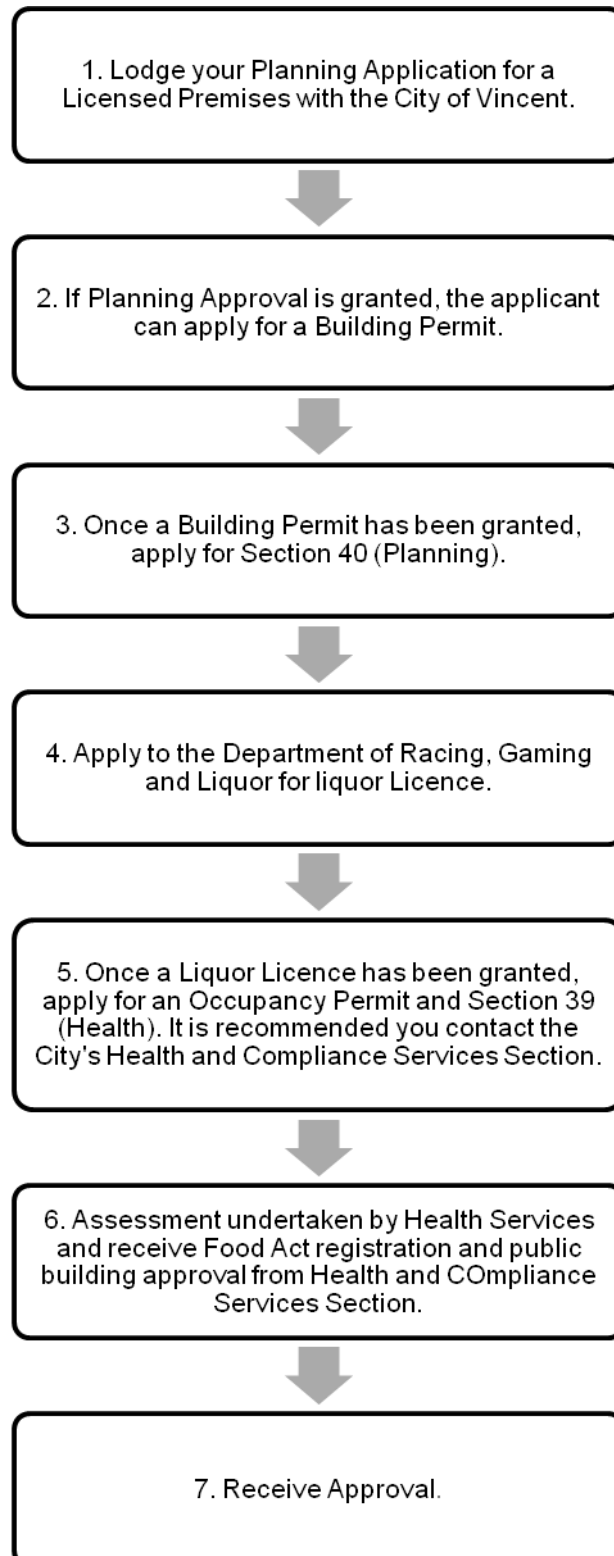 1. Lodge your Planning Application for a
Licensed Premises with the City of Vincent.
2. If Planning Approval is granted, the applicant
can apply for a Building Permit.
3. Once a Building Permit has been granted,
apply for Section 40 (Planning).
4. Apply to the Department of Racing, Gaming
and Liquor for liquor Licence.
5. Once a Liquor Licence has been granted,
apply for an Occupancy Permit and Section 39
(Health). It is recommended you contact the
City's Health and Compliance Services Section.
6. Assessment undertaken by Health Services
and receive Food Act registration and public
building approval from Health and COmpliance
Services Section.
7. Receive Approval.